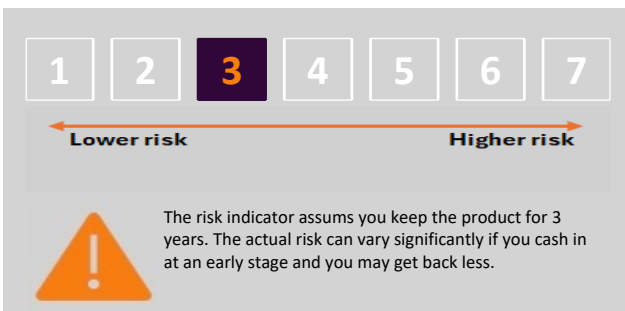 1 2 3 4 5 6 7
Lower risk Higher risk
The risk indicator assums you keep the product for 3
years. The actual risk can vary significantly if you cash in
at an early stage and you may get back less.